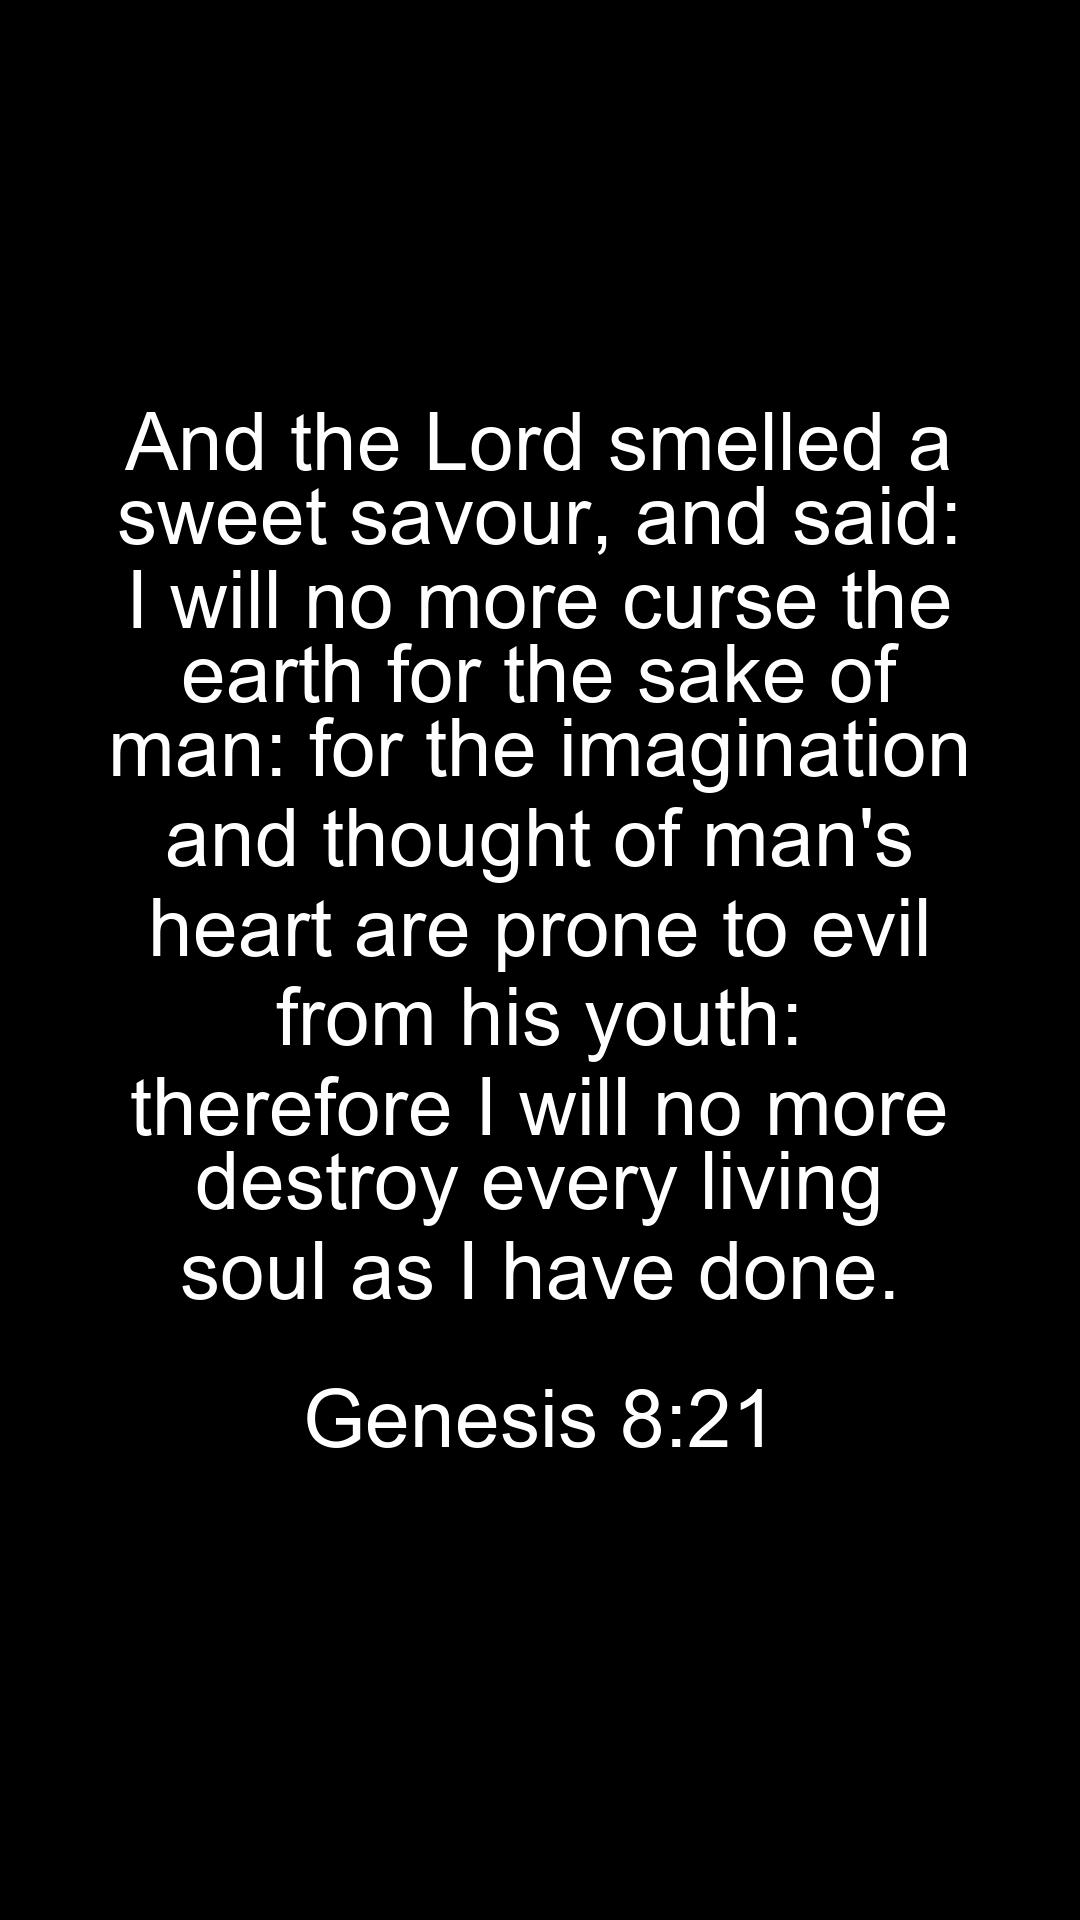 And the Lord smelled a
sweet savour, and said:
I will no more curse the
earth for the sake of
man: for the imagination
and thought of man's
heart are prone to evil
from his youth:
therefore I will no more
destroy every living
soul as I have done.
Genesis 8:21